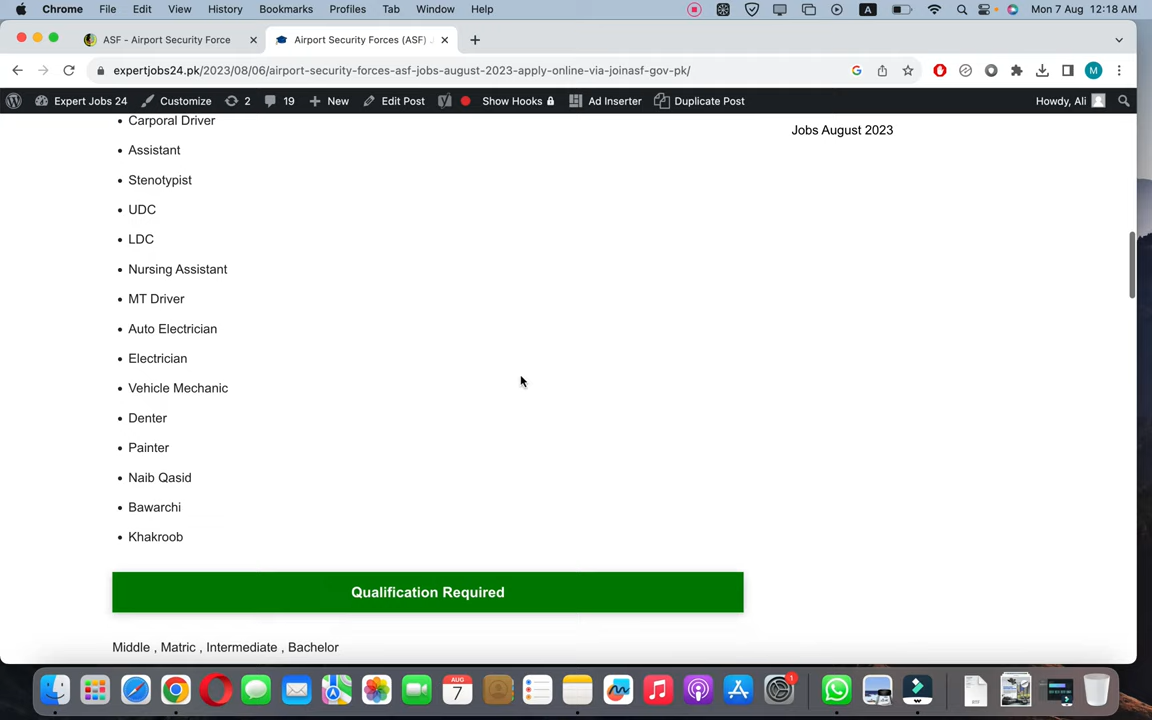 Chrome File Edit View History Bookmarks Profiles Tab Window Help A Mon 7 Aug 12:18 AM
ASF - Airport Security Force
Airport Security Forces (ASF)
expertjobs24.pk/2023/08/06/airport-security-forces-asf-jobs-august-2023-apply-online-via-joinasf-gov-pk/
M
Expert Jobs 24 Customize 2 19 New Edit Post Show Hooks Ad Inserter Duplicate Post Howdy, Ali
Carporal Driver
Jobs August 2023
Assistant
Stenotypist
UDC
LDC
Nursing Assistant
MT Driver
Auto Electrician
Electrician
Vehicle Mechanic
Denter
Painter
Naib Qasid
Bawarchi
Khakroob
Qualification Required
Middle , Matric , Intermediate , Bachelor
AUG
7
1